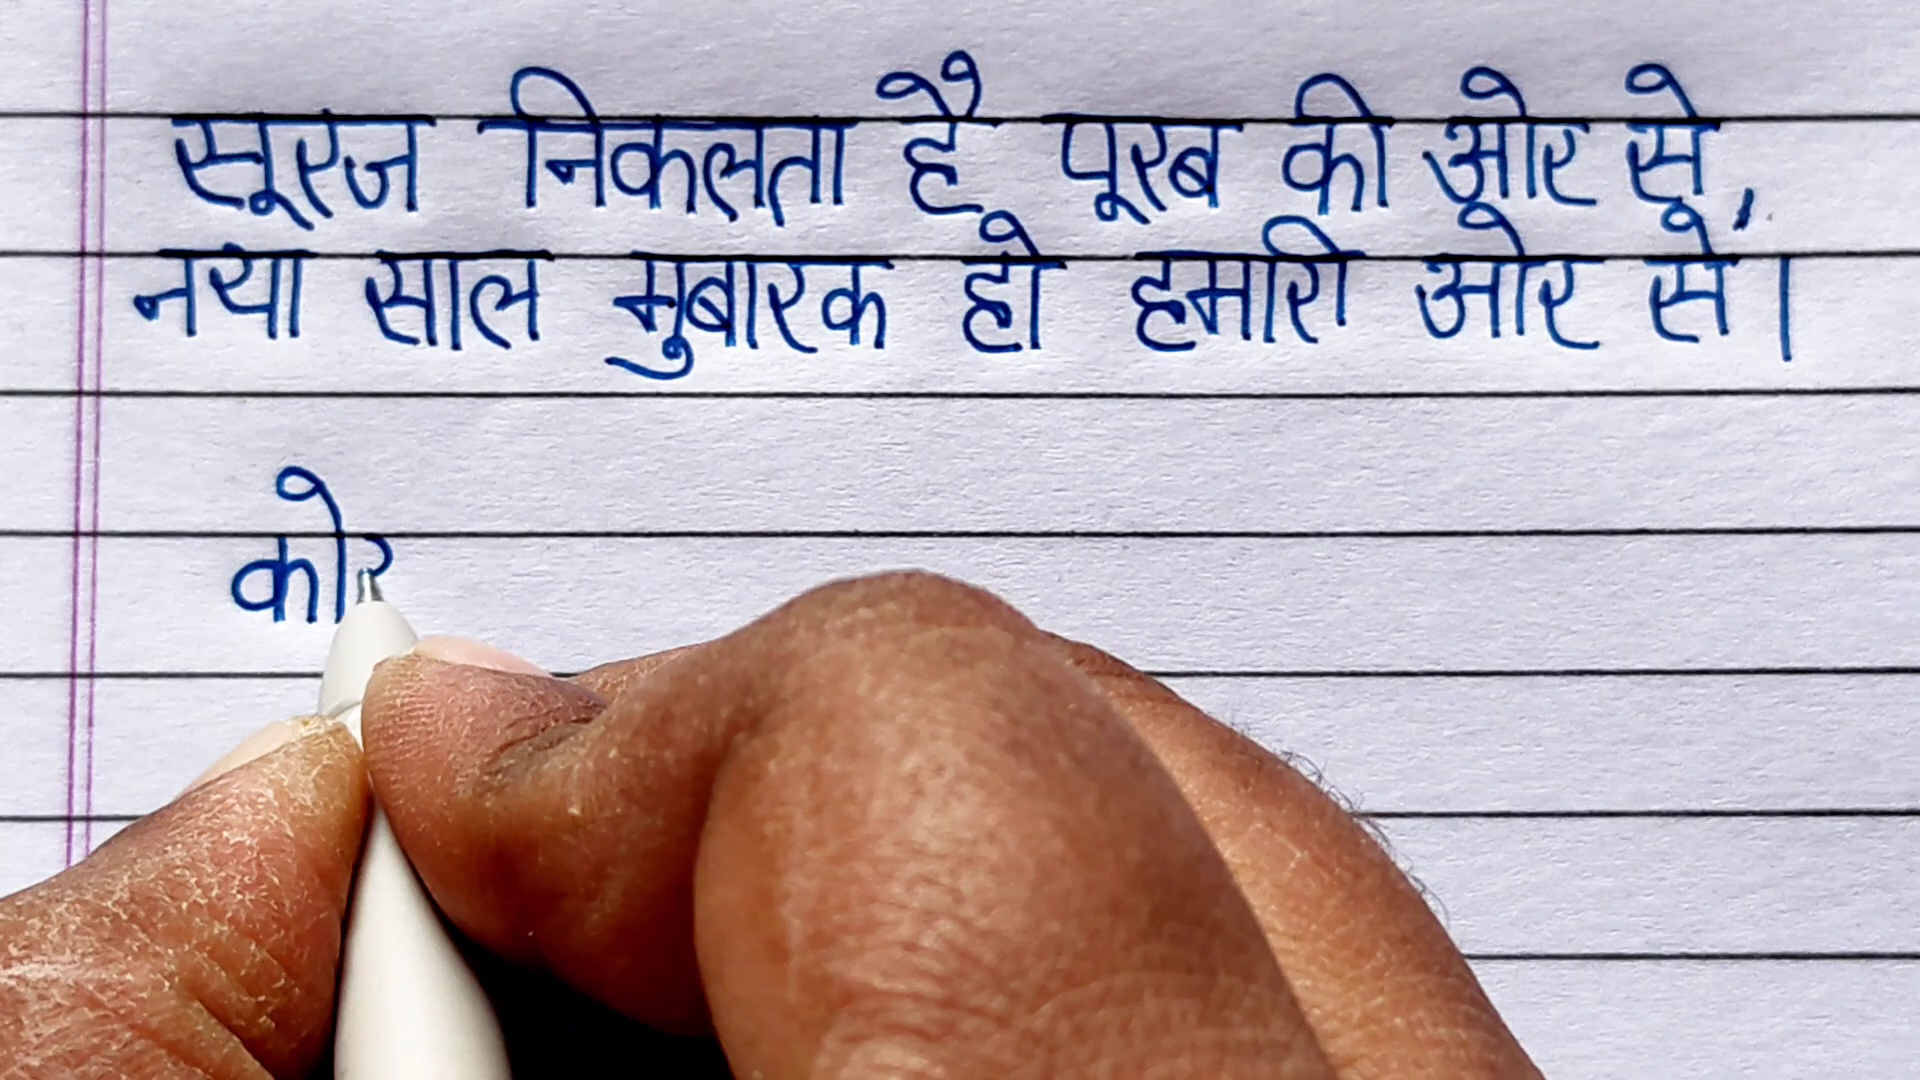 सूरज निकलता है पूरब की ओर से,
नया साल मुबारक हो हमारी ओर से।
को